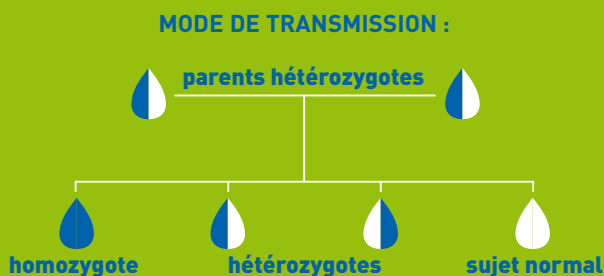 MODE DE TRANSMISSION :
parents hétérozygotes
homozygote hétérozygotes sujet normal